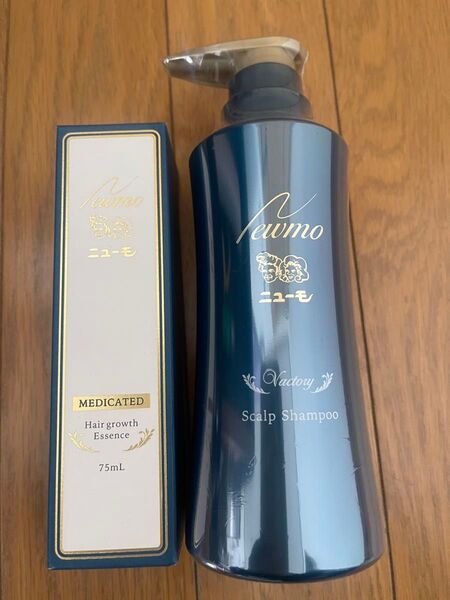 Newmo
ニューモ
MEDICATED
Hair growth
Essence
75mL
Newmo
ニューモ
Vactory
Scalp Shampoo